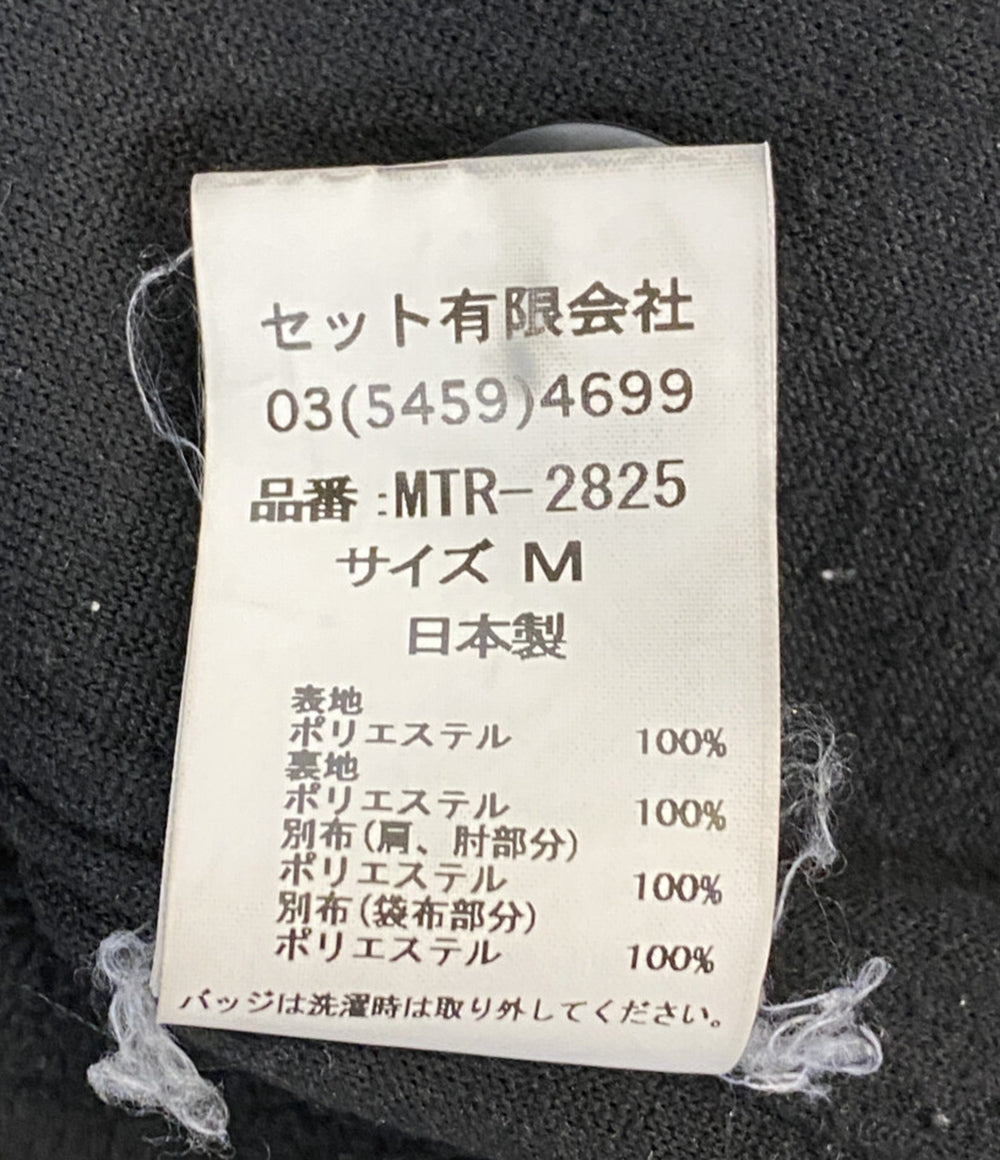 セット有限会社
03(5459)4699
品番:MTR-2825
サイズ M
日本製
表地
ポリエステル 100%
裏地
ポリエステル 100%
別布(肩、肘部分)
ポリエステル 100%
別布(袋布部分)
ポリエステル 100%
バッジは洗濯時は取り外してください。